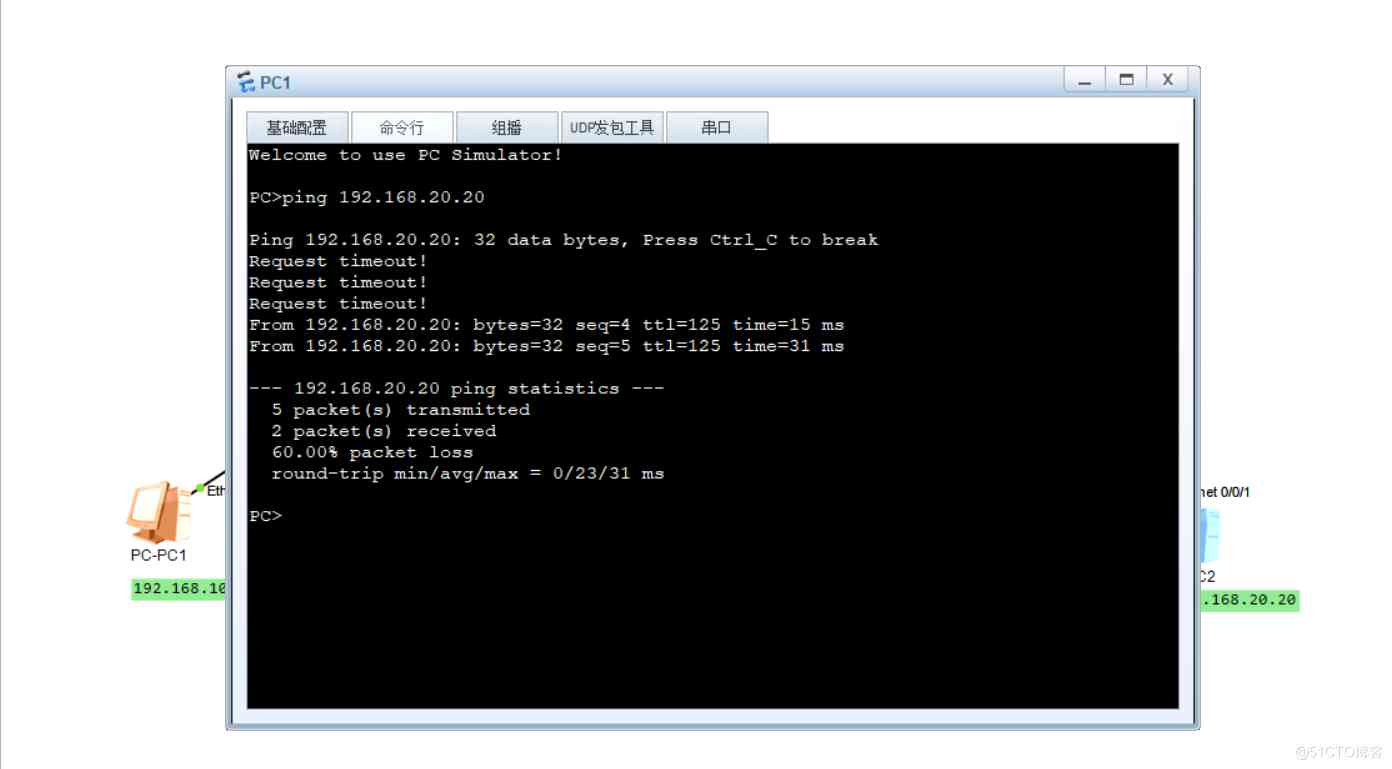 PC1
基础配置 命令行 组播 UDP发包工具 串口
Welcome to use PC Simulator!
PC>ping 192.168.20.20
Ping 192.168.20.20: 32 data bytes, Press Ctrl_C to break
Request timeout!
Request timeout!
Request timeout!
From 192.168.20.20: bytes=32 seq=4 ttl=125 time=15 ms
From 192.168.20.20: bytes=32 seq=5 ttl=125 time=31 ms
--- 192.168.20.20 ping statistics ---
5 packet(s) transmitted
2 packet(s) received
60.00% packet loss
round-trip min/avg/max = 0/23/31 ms
PC>
Eth
PC-PC1
192.168.10
net 0/0/1
C2
.168.20.20
@51CTO博客